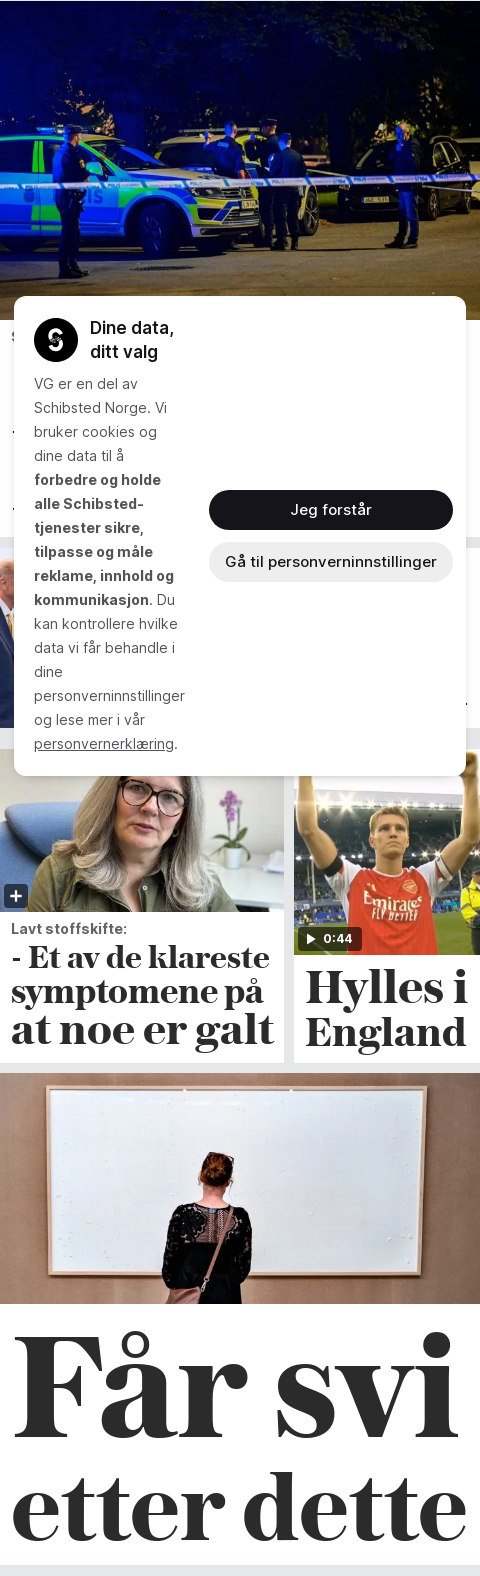 Dine data,
ditt valg
VG er en del av
Schibsted Norge. Vi
bruker cookies og
dine data til å
forbedre og holde
alle Schibsted-
tjenester sikre,
tilpasse og måle
reklame, innhold og
kommunikasjon. Du
kan kontrollere hvilke
data vi får behandle i
dine
personverninnstillinger
og lese mer i vår
personvernerklæring.
Jeg forstår
Gå til personverninnstillinger
Lavt stoffskifte:
- Et av de klareste
symptomene på
at noe er galt
0:44
Emirates
FLY BETTER
Hylles i
England
Får svi
etter dette